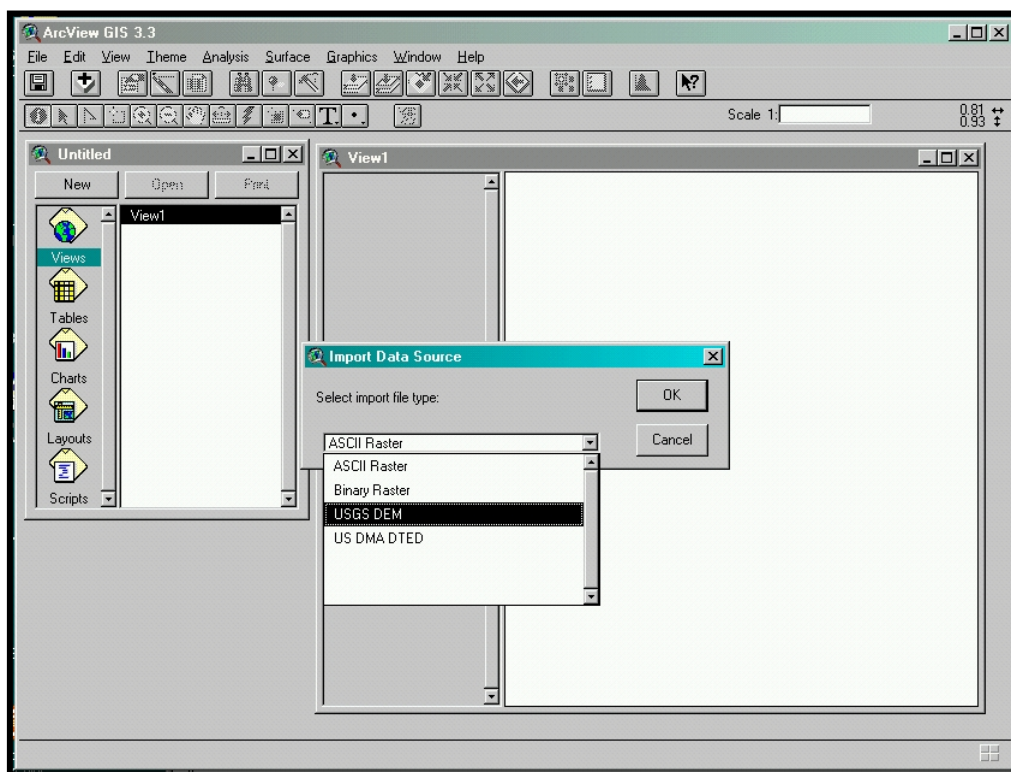 ArcView GIS 3.3
File Edit View Theme Analysis Surface Graphics Window Help
T.
Scale 1:
0.81
0.93
Untitled
New Open Print
View1
Views
Tables
Charts
Layouts
Scripts
View1
Import Data Source
Select import file type:
OK
Cancel
ASCII Raster
ASCII Raster
Binary Raster
USGS DEM
US DMA DTED